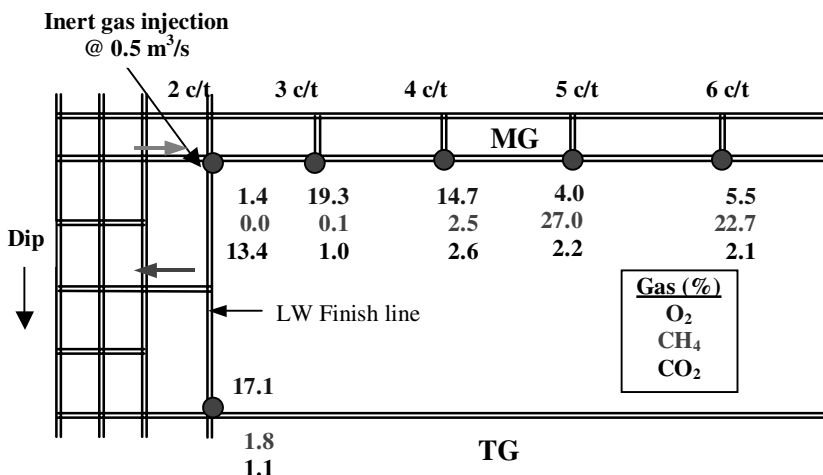 Inert gas injection
@ 0.5 m³/s
2 c/t 3 c/t 4 c/t 5 c/t 6 c/t
MG
1.4 19.3 14.7 4.0 5.5
0.0 0.1 2.5 27.0 22.7
13.4 1.0 2.6 2.2 2.1
Dip
Gas (%)
O₂
CH₄
CO₂
LW Finish line
17.1
1.8
1.1
TG